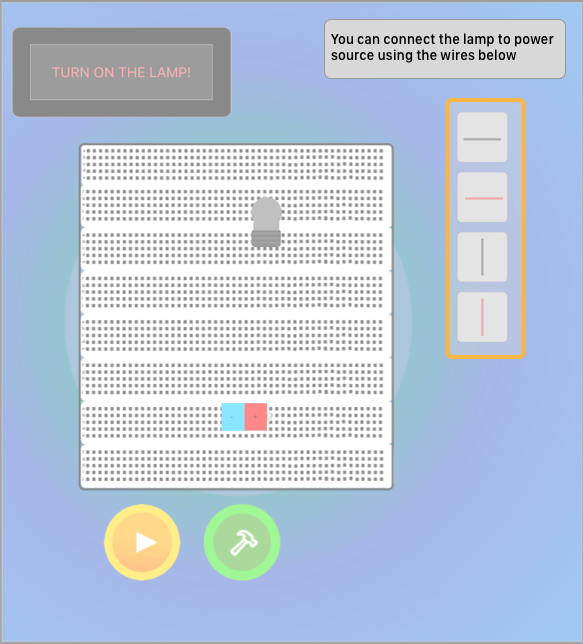 TURN ON THE LAMP!
You can connect the lamp to power
source using the wires below
- +